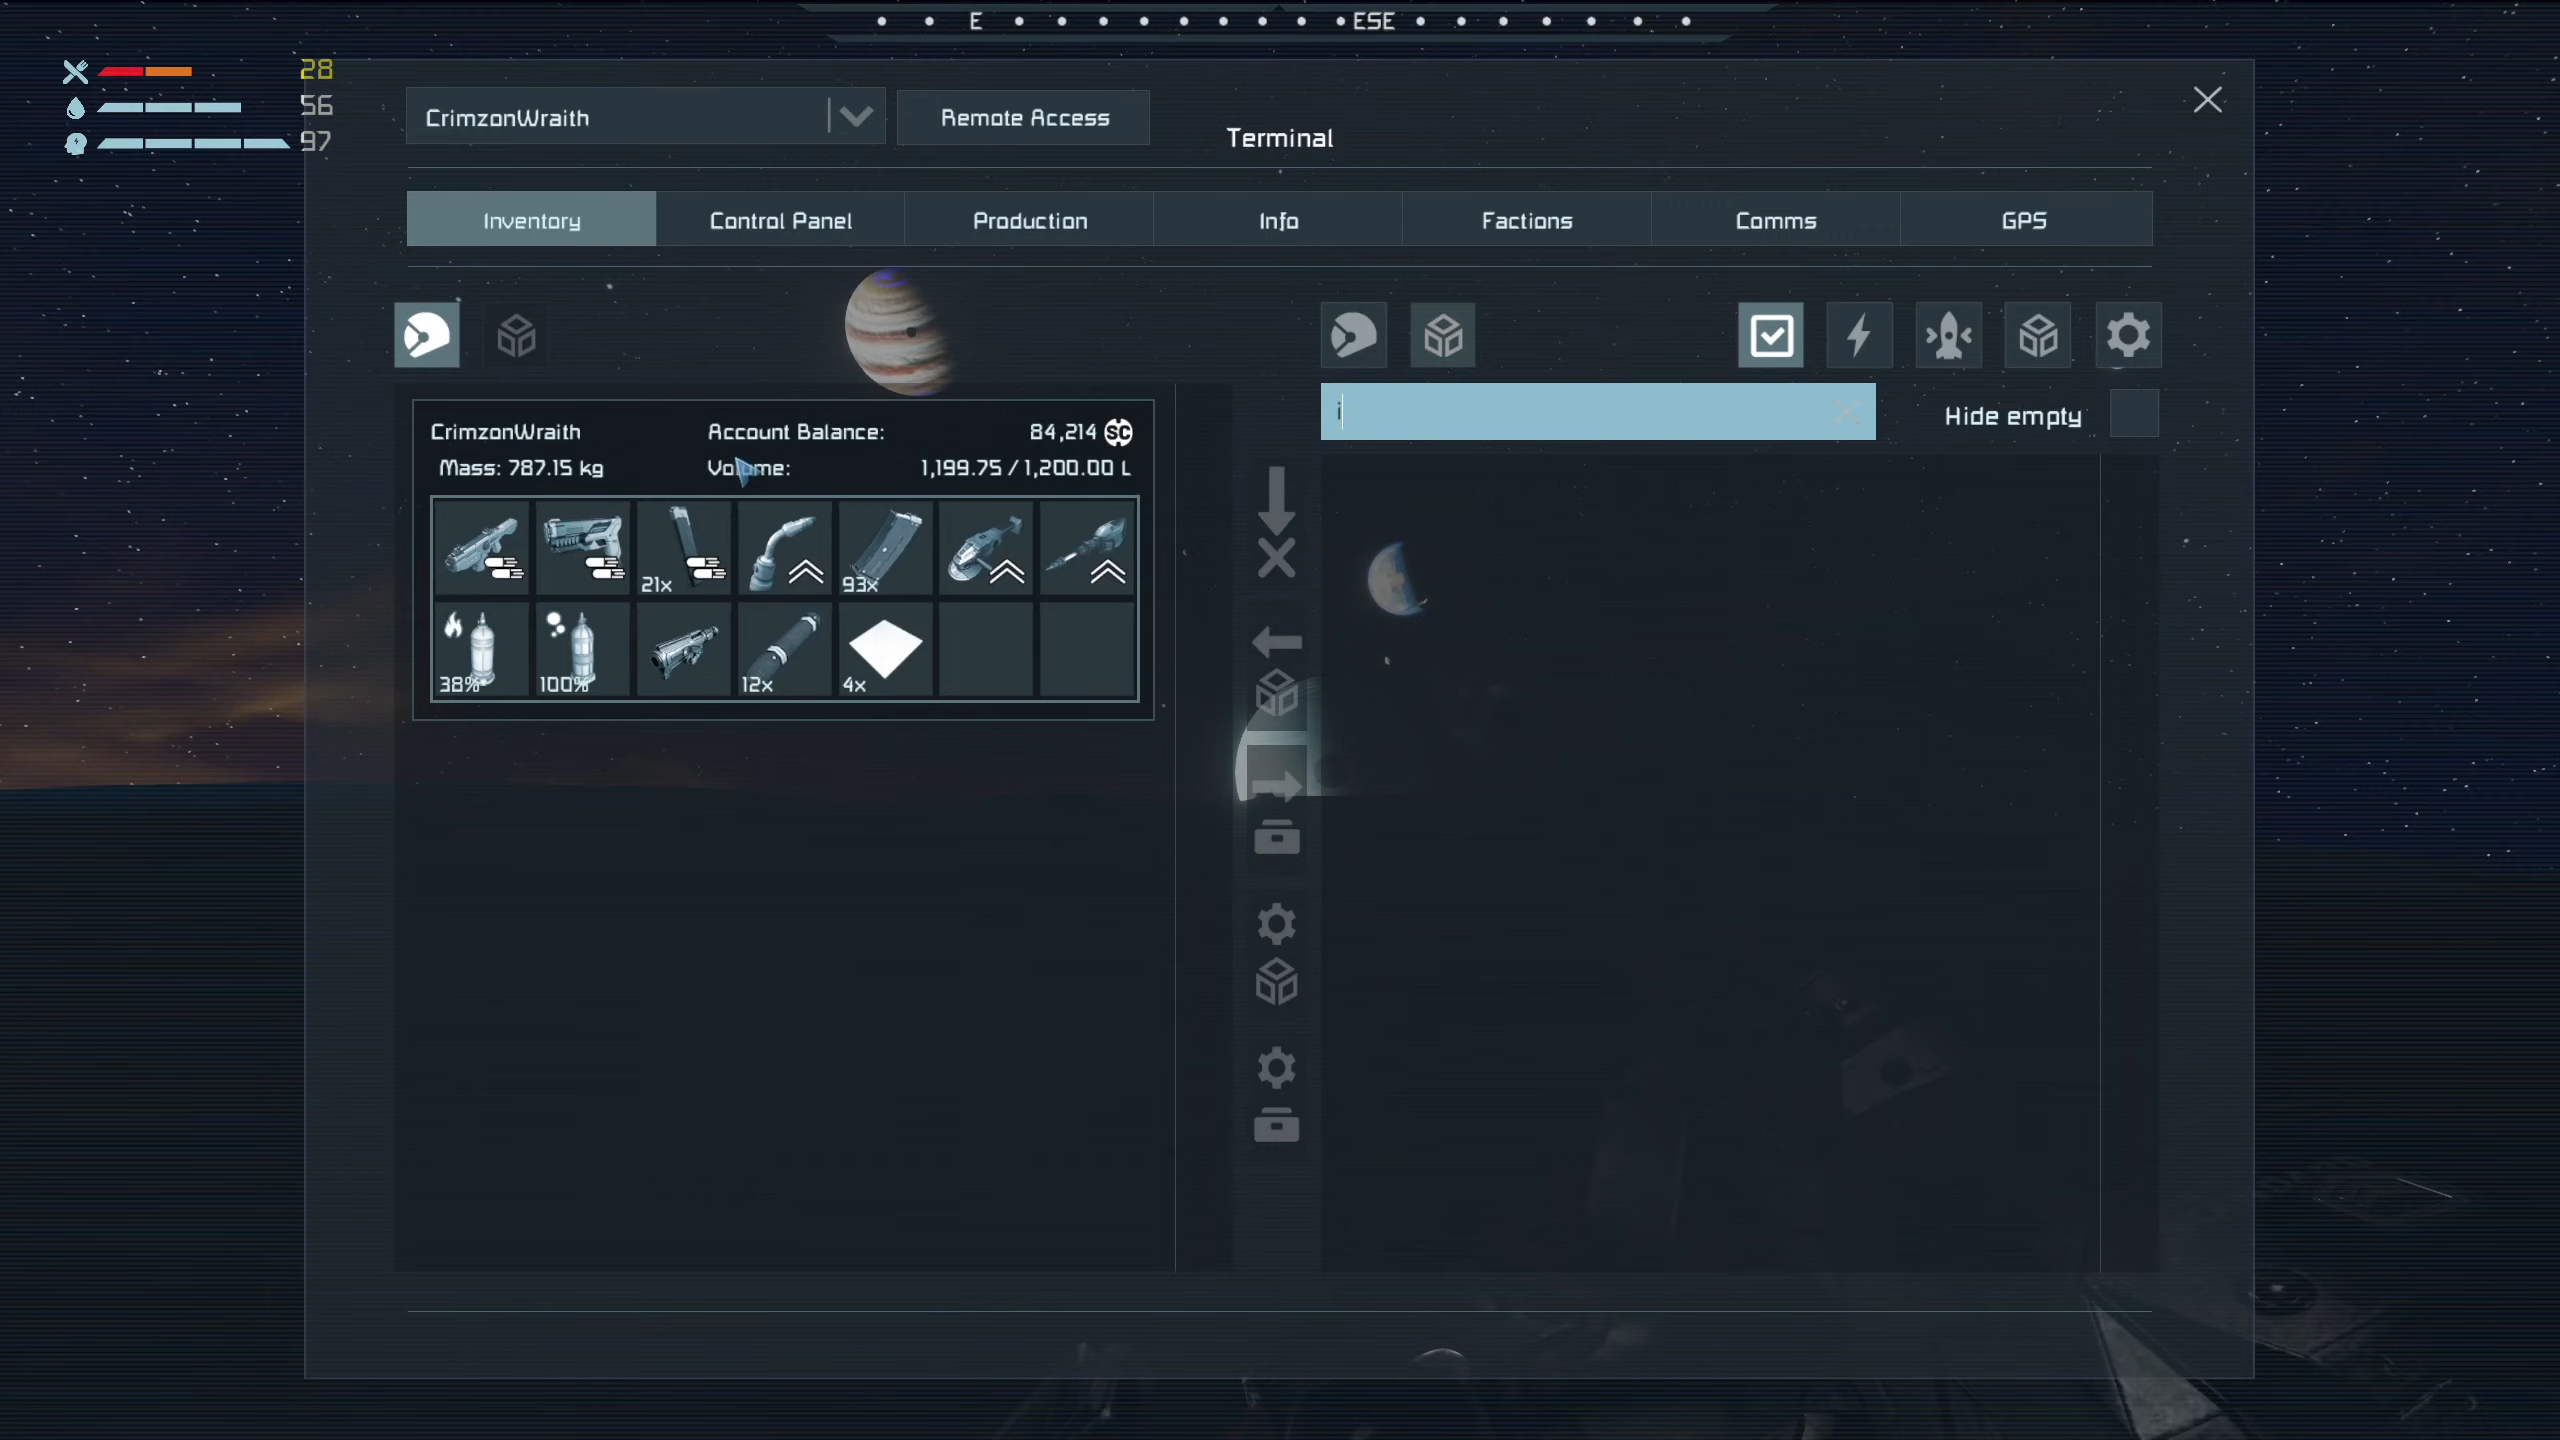 E ESE
28
56
97
CrimzonWraith
Remote Access
Terminal
Inventory Control Panel Production Info Factions Comms GPS
i
Hide empty
CrimzonWraith Account Balance: 84,214 SC
Mass: 787.15 kg Volume: 1,199.75 / 1,200.00 L
21x 93x
38% 100% 12x 4x